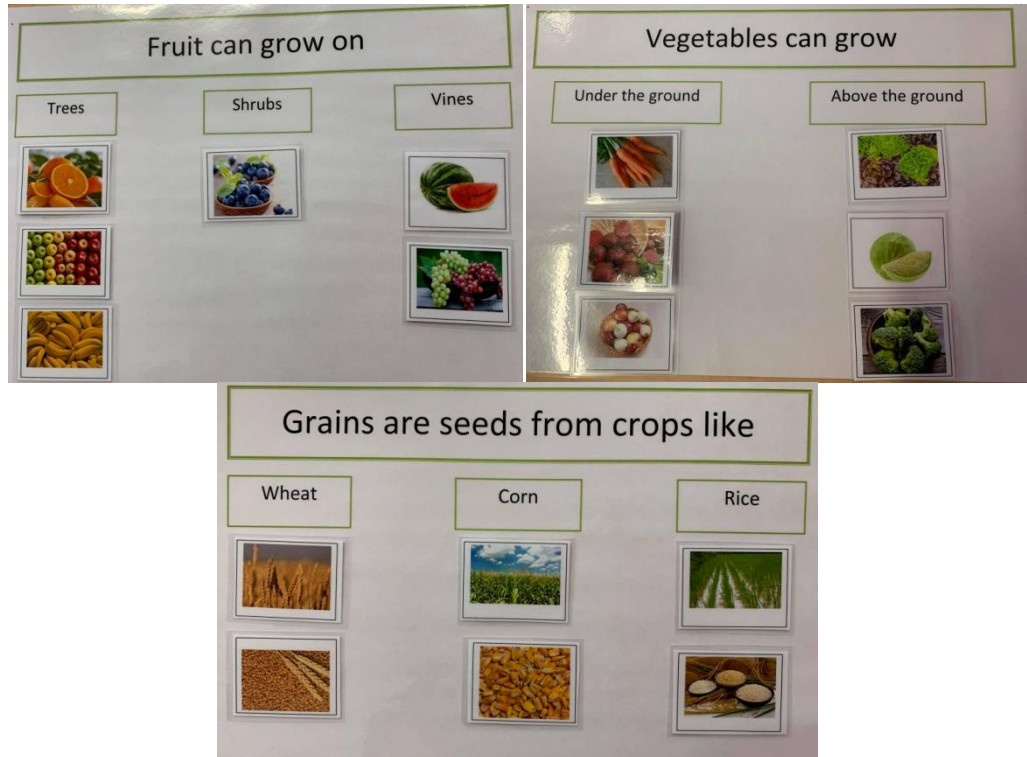 Fruit can grow on
Trees
Shrubs
Vines
Vegetables can grow
Under the ground
Above the ground
Grains are seeds from crops like
Wheat
Corn
Rice